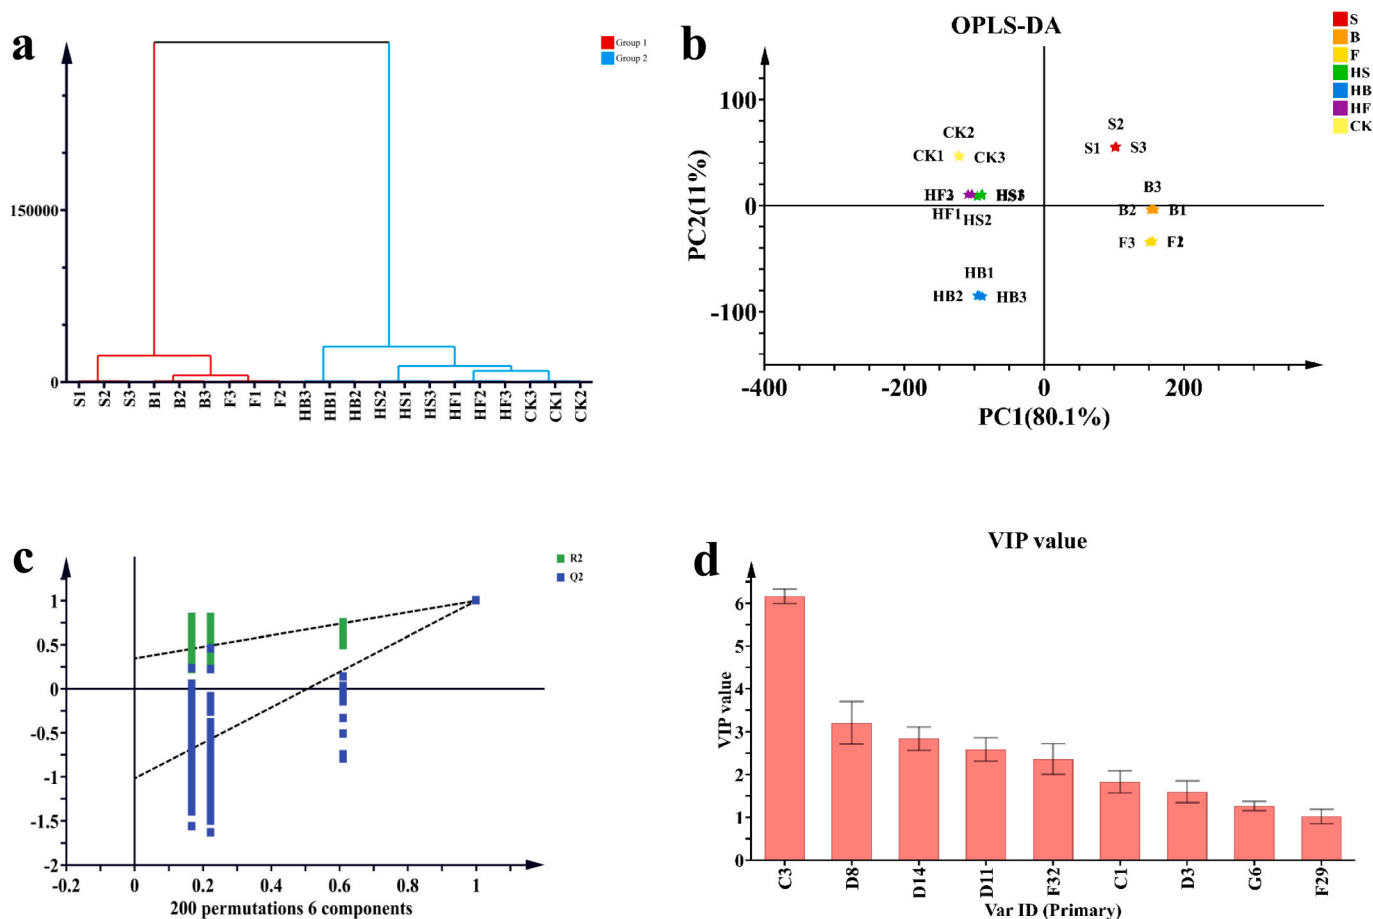 a
Group 1
Group 2
150000
0
S1 S2 S3 B1 B2 B3 F3 F1 F2 HB3 HB1 HB2 HS2 HS1 HS3 HF1 HF2 HF3 CK3 CK1 CK2
b
OPLS-DA
S
B
F
HS
HB
HF
CK
PC2(11%)
100
0
-100
CK2
CK1 CK3
S2
S1 S3
HF1
HS2
B3
B2 B1
F3
HB1
HB2 HB3
-400 -200 0 200
PC1(80.1%)
c
R2
Q2
1
0.5
0
-0.5
-1
-1.5
-2
-0.2 0 0.2 0.4 0.6 0.8 1
200 permutations 6 components
d
VIP value
VIP value
6
5
4
3
2
1
0
C3 D8 D14 D11 F32 C1 D3 G6 F29
Var ID (Primary)